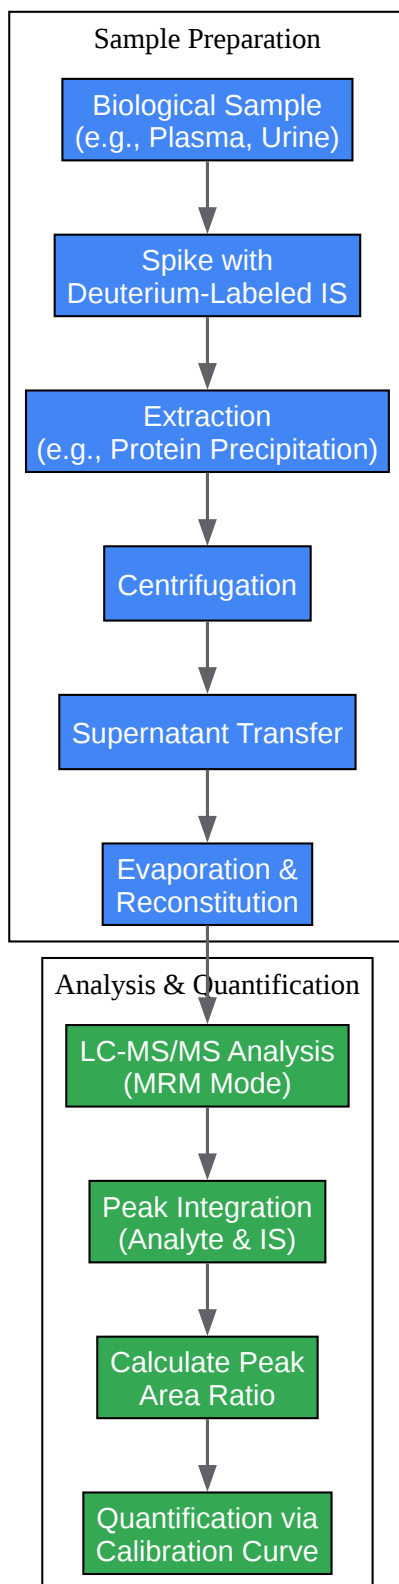 Sample Preparation
Biological Sample
(e.g., Plasma, Urine)
Spike with
Deuterium-Labeled IS
Extraction
(e.g., Protein Precipitation)
Centrifugation
Supernatant Transfer
Evaporation &
Reconstitution
Analysis & Quantification
LC-MS/MS Analysis
(MRM Mode)
Peak Integration
(Analyte & IS)
Calculate Peak
Area Ratio
Quantification via
Calibration Curve